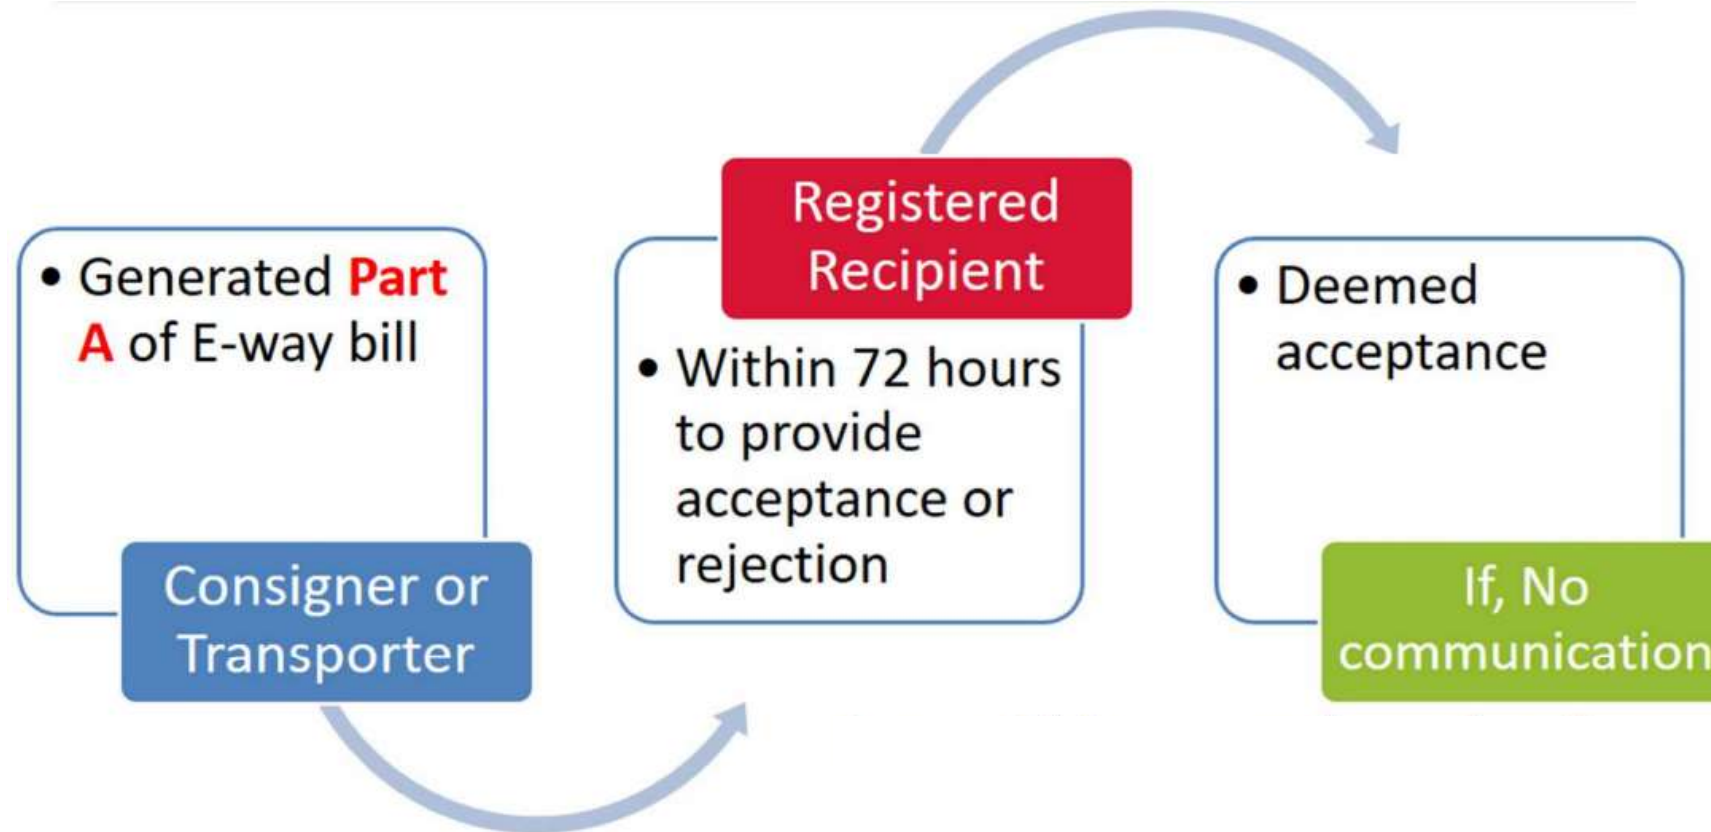 • Generated Part
A of E-way bill
Consigner or
Transporter
Registered
Recipient
• Within 72 hours
to provide
acceptance or
rejection
• Deemed
acceptance
If, No
communication